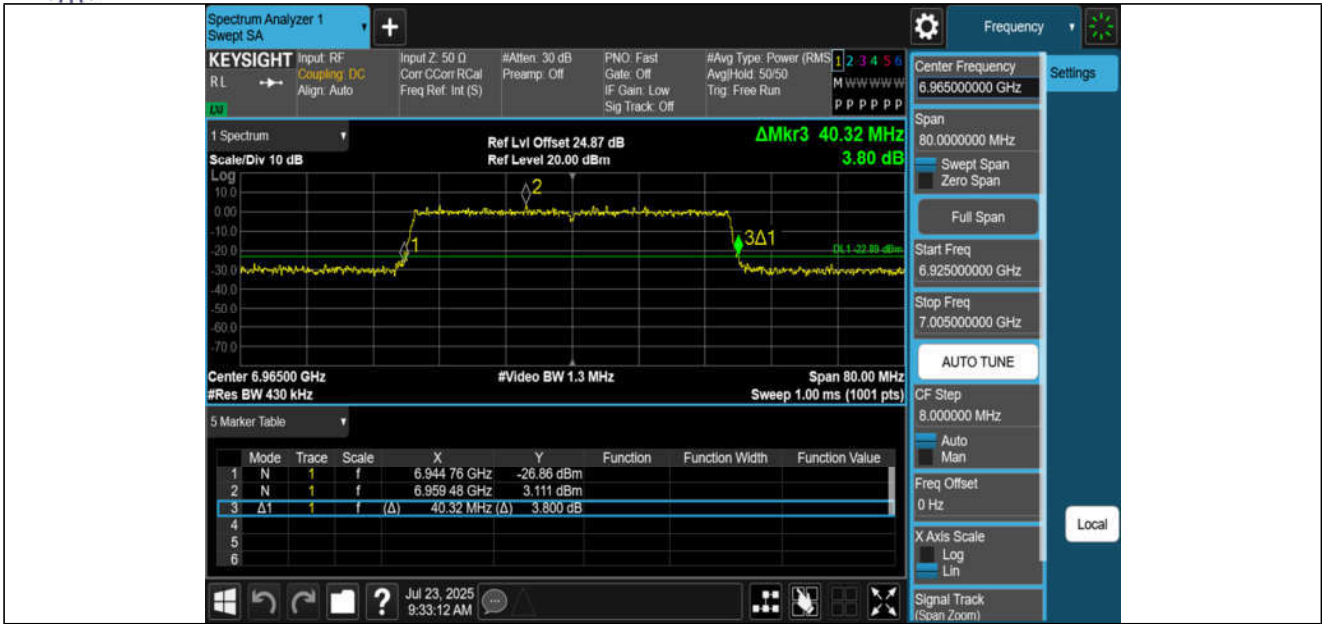 Spectrum Analyzer 1
Swept SA
+
Frequency
KEYSIGHT
RL
LXI
Input: RF
Coupling: DC
Align: Auto
Input Z: 50 Ω
Corr CCorr RCal
Freq Ref: Int (S)
#Atten: 30 dB
Preamp: Off
PNO: Fast
Gate: Off
IF Gain: Low
Sig Track: Off
#Avg Type: Power (RMS
Avg|Hold: 50/50
Trig: Free Run
1 2 3 4 5 6
M W W W W W
P P P P P P
1 Spectrum
Scale/Div 10 dB
Ref Lvl Offset 24.87 dB
Ref Level 20.00 dBm
ΔMkr3 40.32 MHz
3.80 dB
Log
10.0
0.00
-10.0
-20.0
-30.0
-40.0
-50.0
-60.0
-70.0
1
2
3Δ1
DL1 -22.89 dBm
Center 6.96500 GHz
#Video BW 1.3 MHz
Span 80.00 MHz
#Res BW 430 kHz
Sweep 1.00 ms (1001 pts)
5 Marker Table
Mode Trace Scale X Y Function Function Width Function Value
1 N 1 f 6.944 76 GHz -26.86 dBm
2 N 1 f 6.959 48 GHz 3.111 dBm
3 Δ1 1 f (Δ) 40.32 MHz (Δ) 3.800 dB
4
5
6
?
Jul 23, 2025
9:33:12 AM
Center Frequency
6.965000000 GHz
Settings
Span
80.0000000 MHz
Swept Span
Zero Span
Full Span
Start Freq
6.925000000 GHz
Stop Freq
7.005000000 GHz
AUTO TUNE
CF Step
8.000000 MHz
Auto
Man
Freq Offset
0 Hz
X Axis Scale
Log
Lin
Local
Signal Track
(Span Zoom)